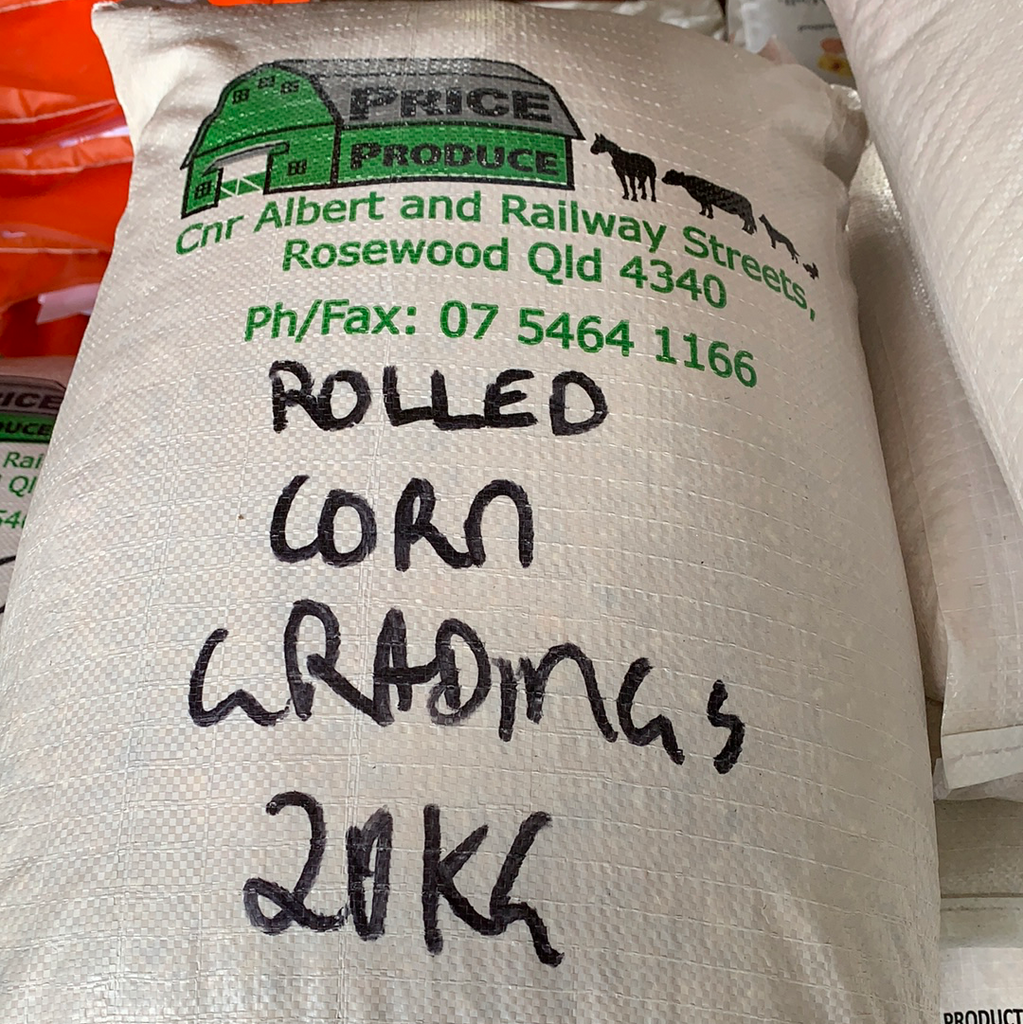 PRICE
PRODUCE
Cnr Albert and Railway Streets,
Rosewood Qld 4340
Ph/Fax: 07 5464 1166
ROLLED
CORN
GRADINGS
20KG
PRODUCT